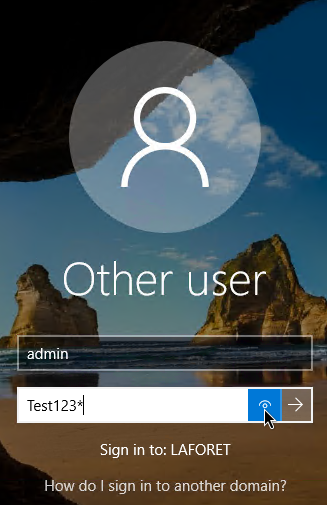 Other user
admin
Test123*
Sign in to: LAFORET
How do I sign in to another domain?